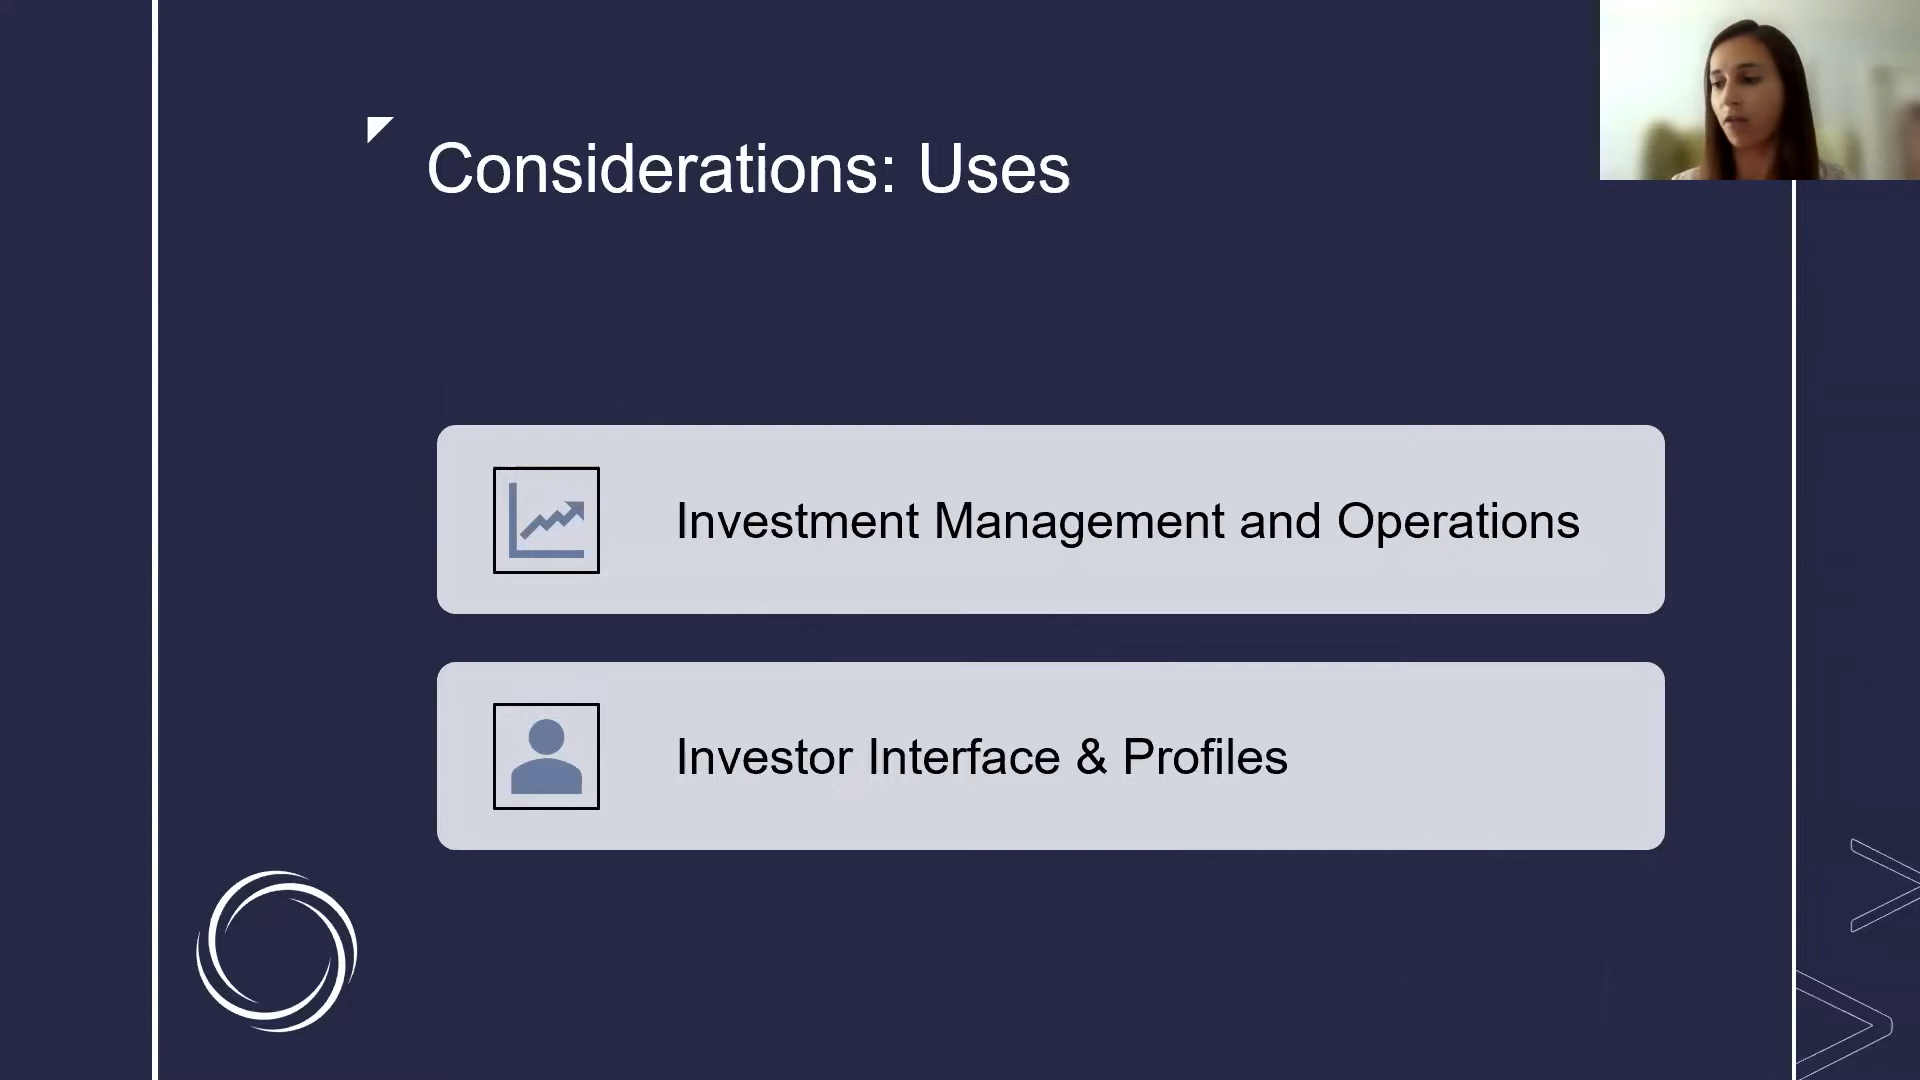 Considerations: Uses
Investment Management and Operations
Investor Interface & Profiles